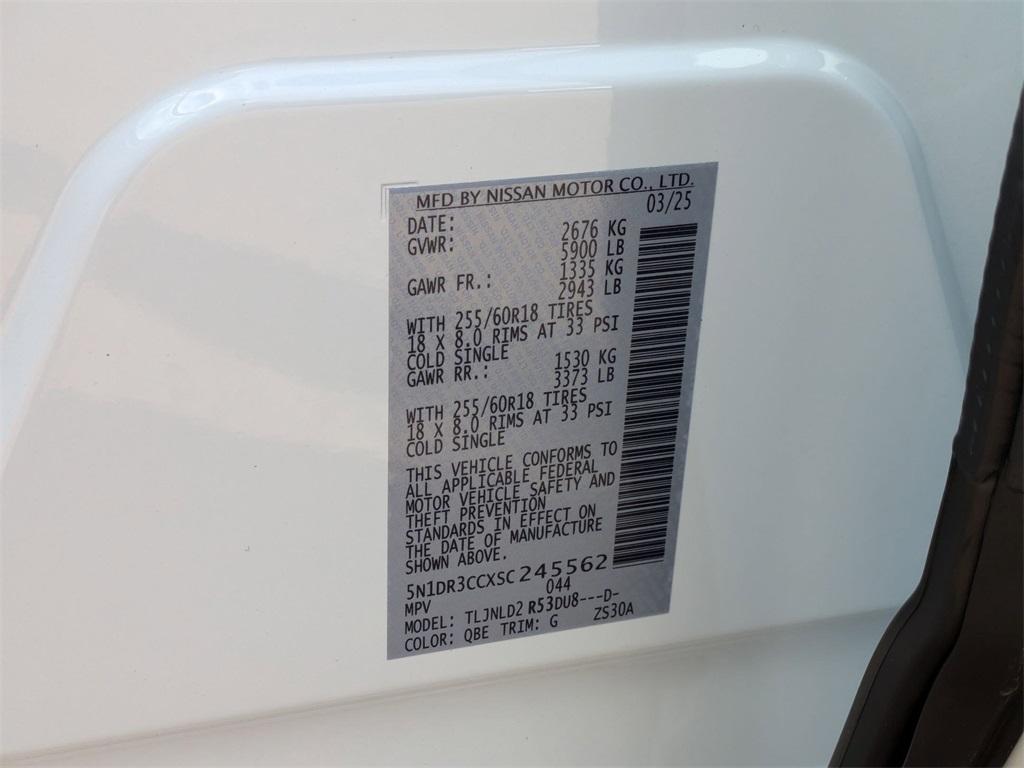 MFD BY NISSAN MOTOR CO., LTD.
DATE: 03/25
GVWR: 2676 KG
5900 LB
GAWR FR.: 1335 KG
2943 LB
WITH 255/60R18 TIRES
18 X 8.0 RIMS AT 33 PSI
COLD SINGLE
GAWR RR.: 1530 KG
3373 LB
WITH 255/60R18 TIRES
18 X 8.0 RIMS AT 33 PSI
COLD SINGLE
THIS VEHICLE CONFORMS TO
ALL APPLICABLE FEDERAL
MOTOR VEHICLE SAFETY AND
THEFT PREVENTION
STANDARDS IN EFFECT ON
THE DATE OF MANUFACTURE
SHOWN ABOVE.
5N1DR3CCXSC245562
MPV 044
MODEL: TLJNLD2 R53DU8---D-
COLOR: QBE TRIM: G ZS30A